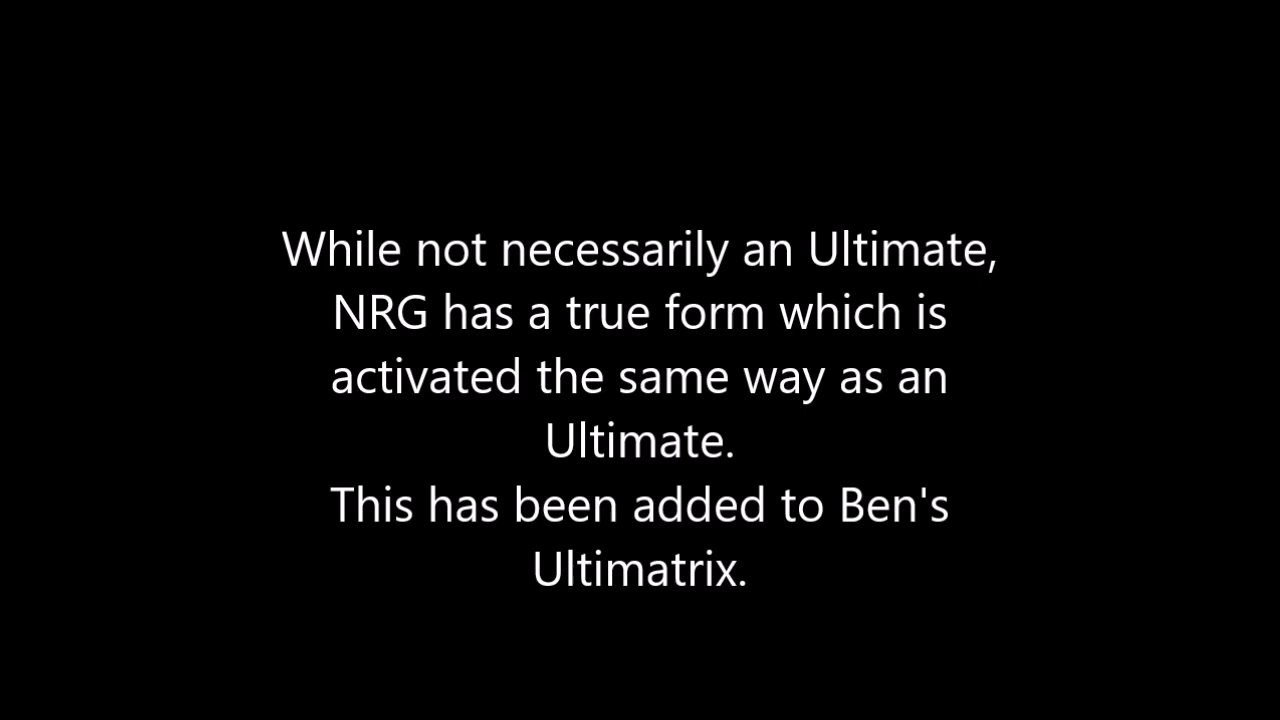 While not necessarily an Ultimate,
NRG has a true form which is
activated the same way as an
Ultimate.
This has been added to Ben's
Ultimatrix.